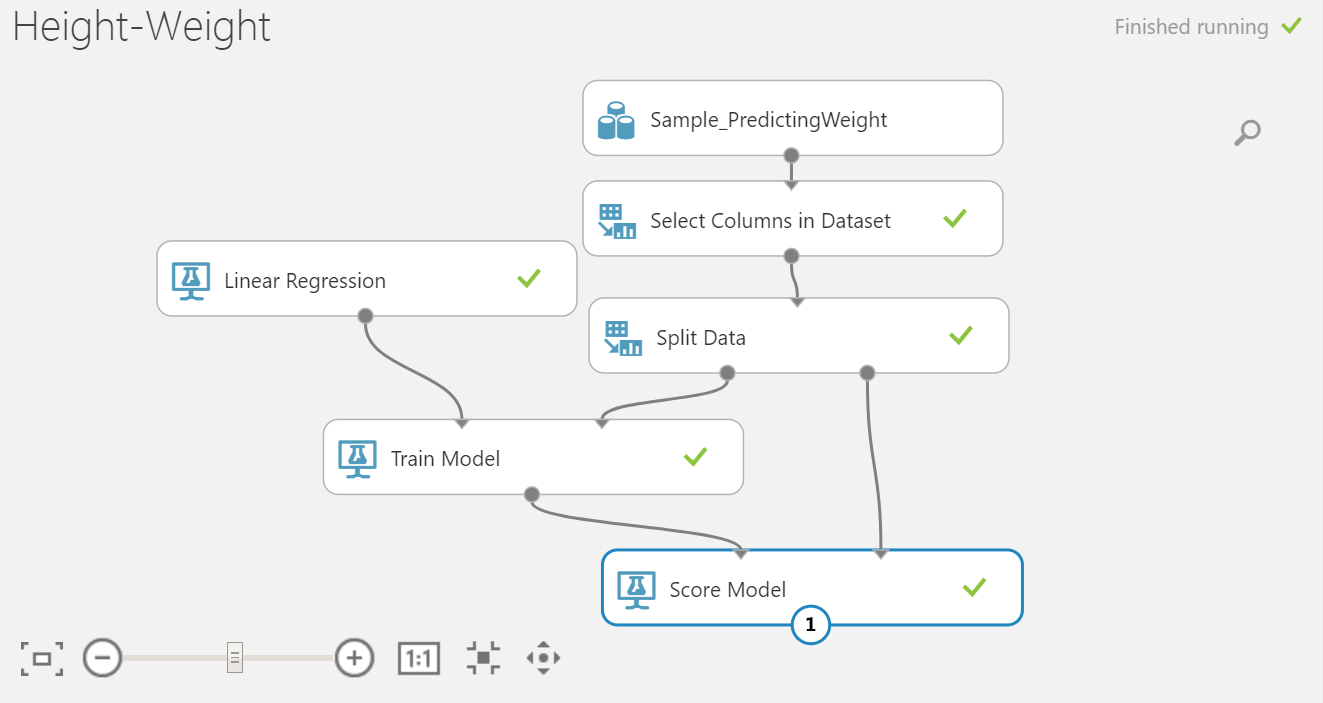 Height-Weight
Finished running
Sample_PredictingWeight
Select Columns in Dataset
Linear Regression
Split Data
Train Model
Score Model
1
1:1